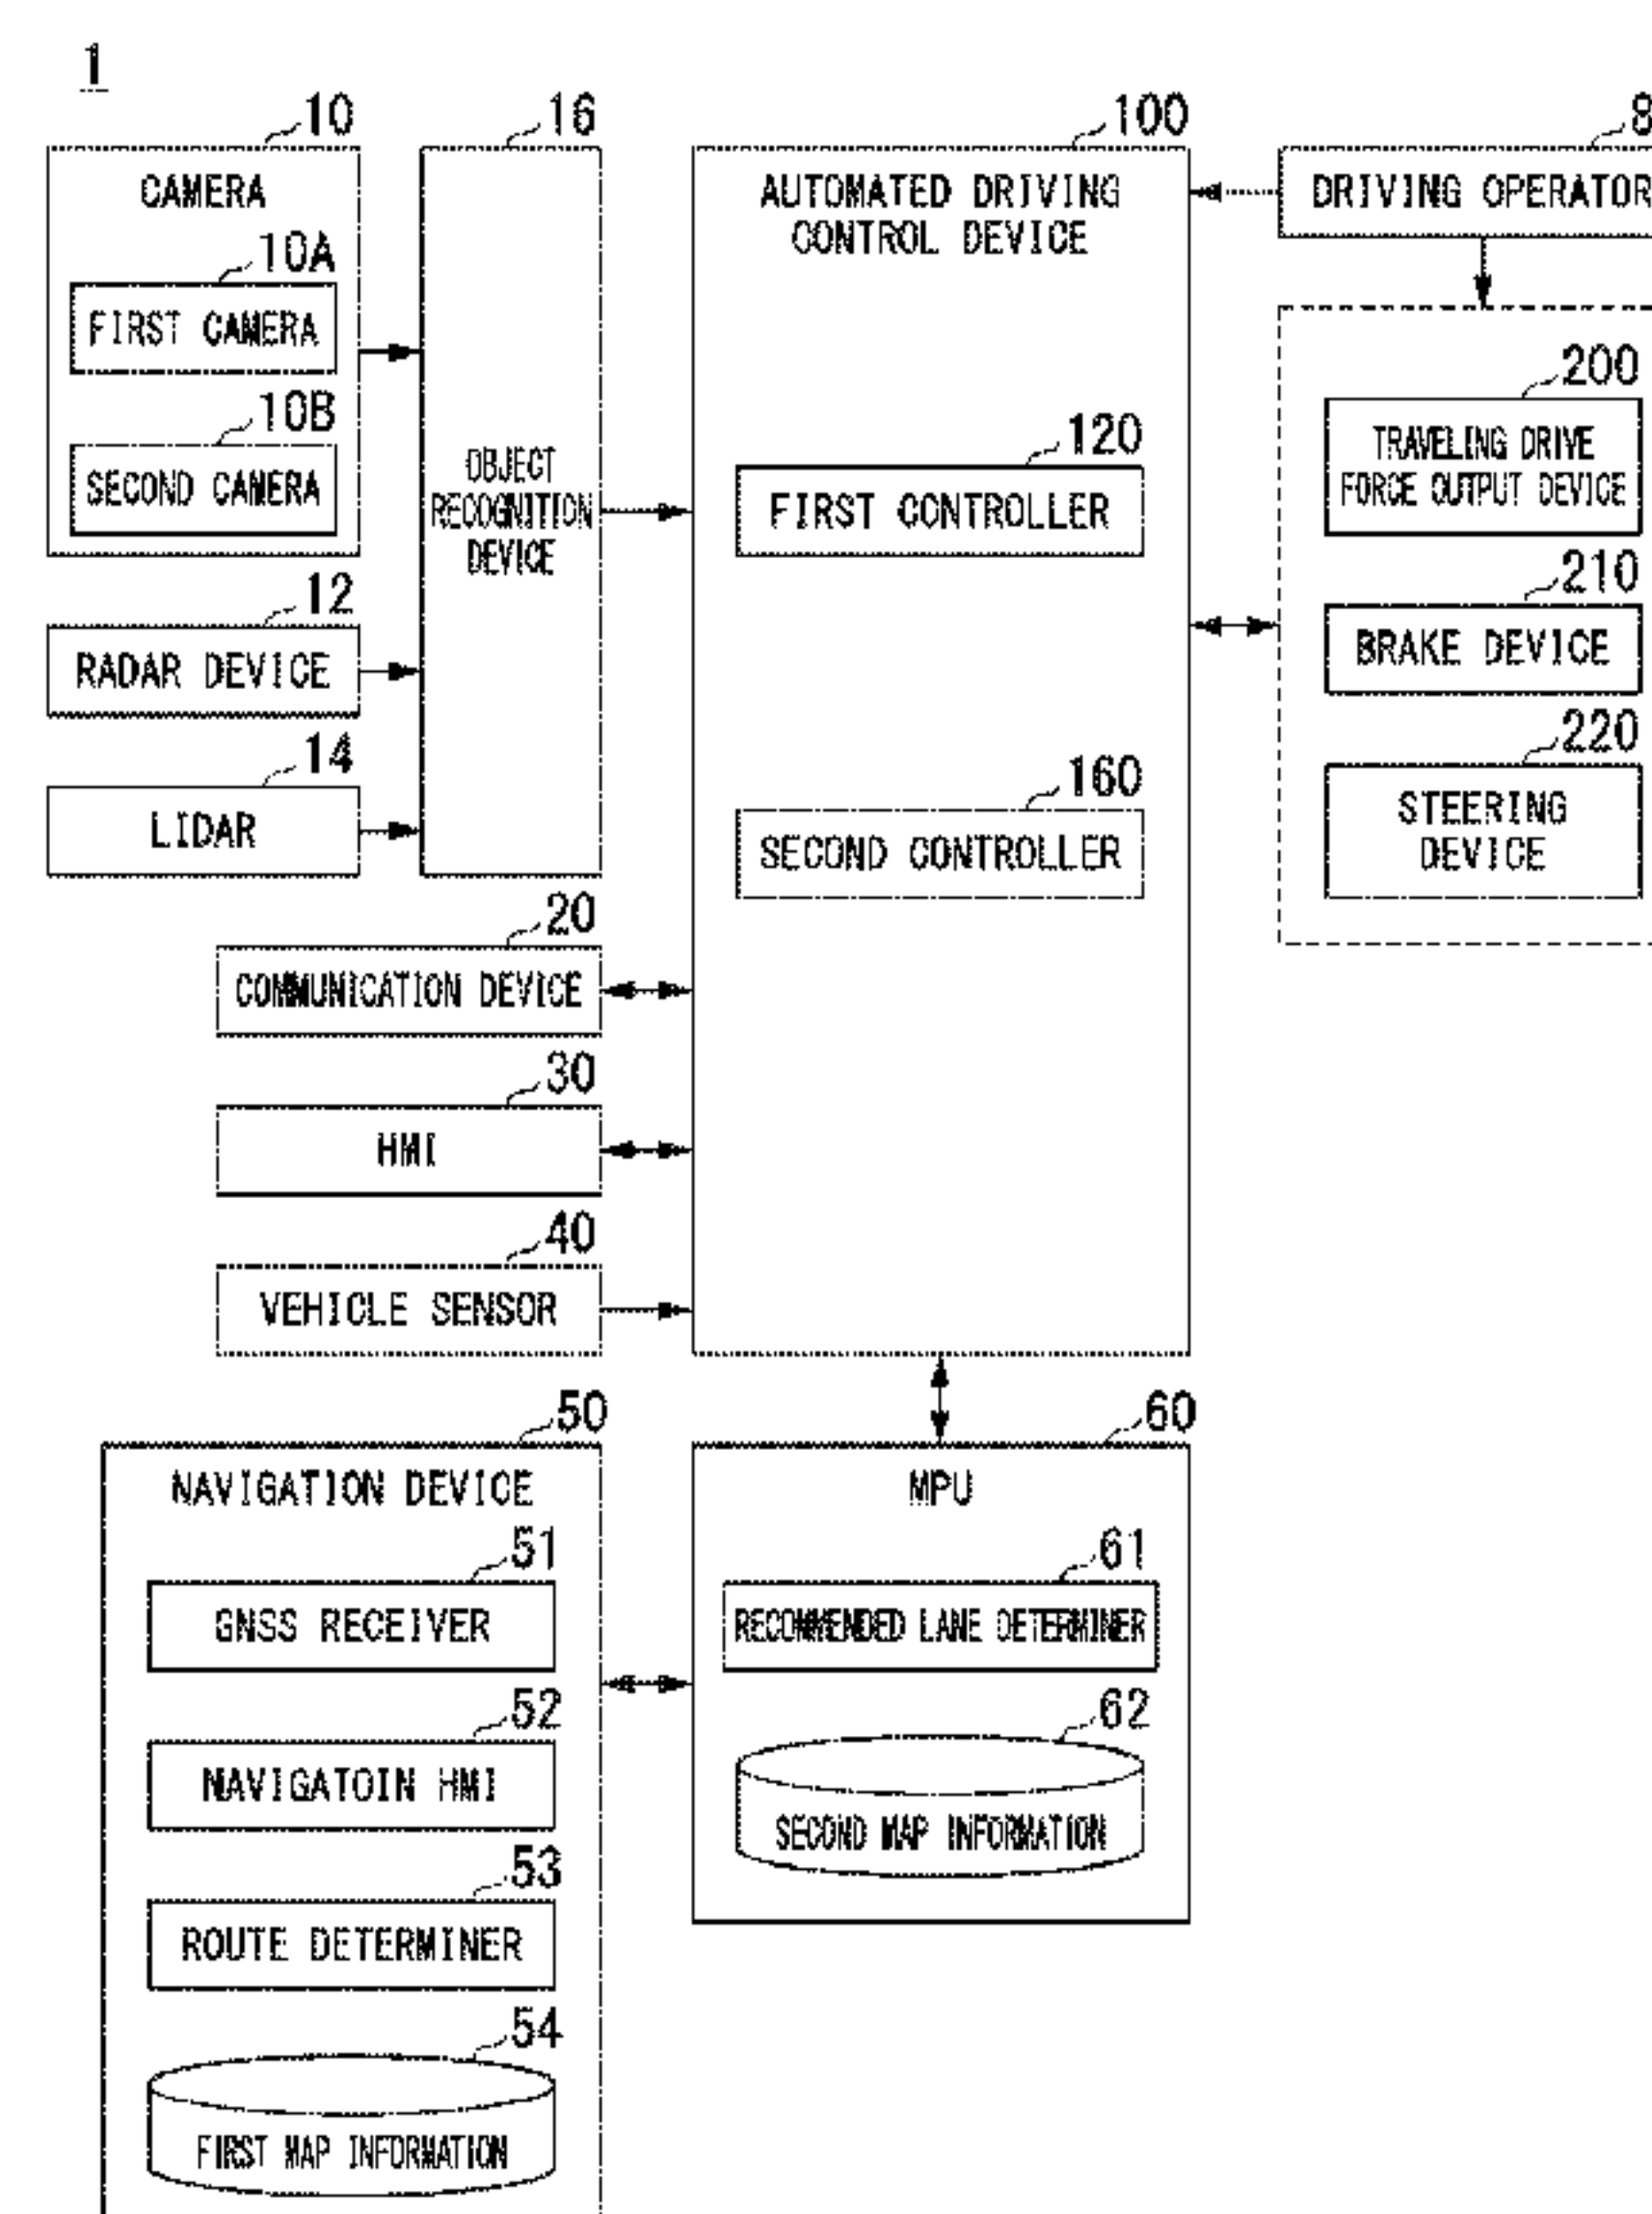 1
10
CAMERA
10A
FIRST CAMERA
10B
SECOND CAMERA
12
RADAR DEVICE
14
LIDAR
16
OBJECT
RECOGNITION
DEVICE
100
AUTOMATED DRIVING
CONTROL DEVICE
120
FIRST CONTROLLER
160
SECOND CONTROLLER
8
DRIVING OPERATOR
200
TRAVELING DRIVE
FORCE OUTPUT DEVICE
210
BRAKE DEVICE
220
STEERING
DEVICE
20
COMMUNICATION DEVICE
30
HMI
40
VEHICLE SENSOR
50
NAVIGATION DEVICE
51
GNSS RECEIVER
52
NAVIGATOIN HMI
53
ROUTE DETERMINER
54
FIRST MAP INFORMATION
60
MPU
61
RECOMMENDED LANE DETERMINER
62
SECOND MAP INFORMATION